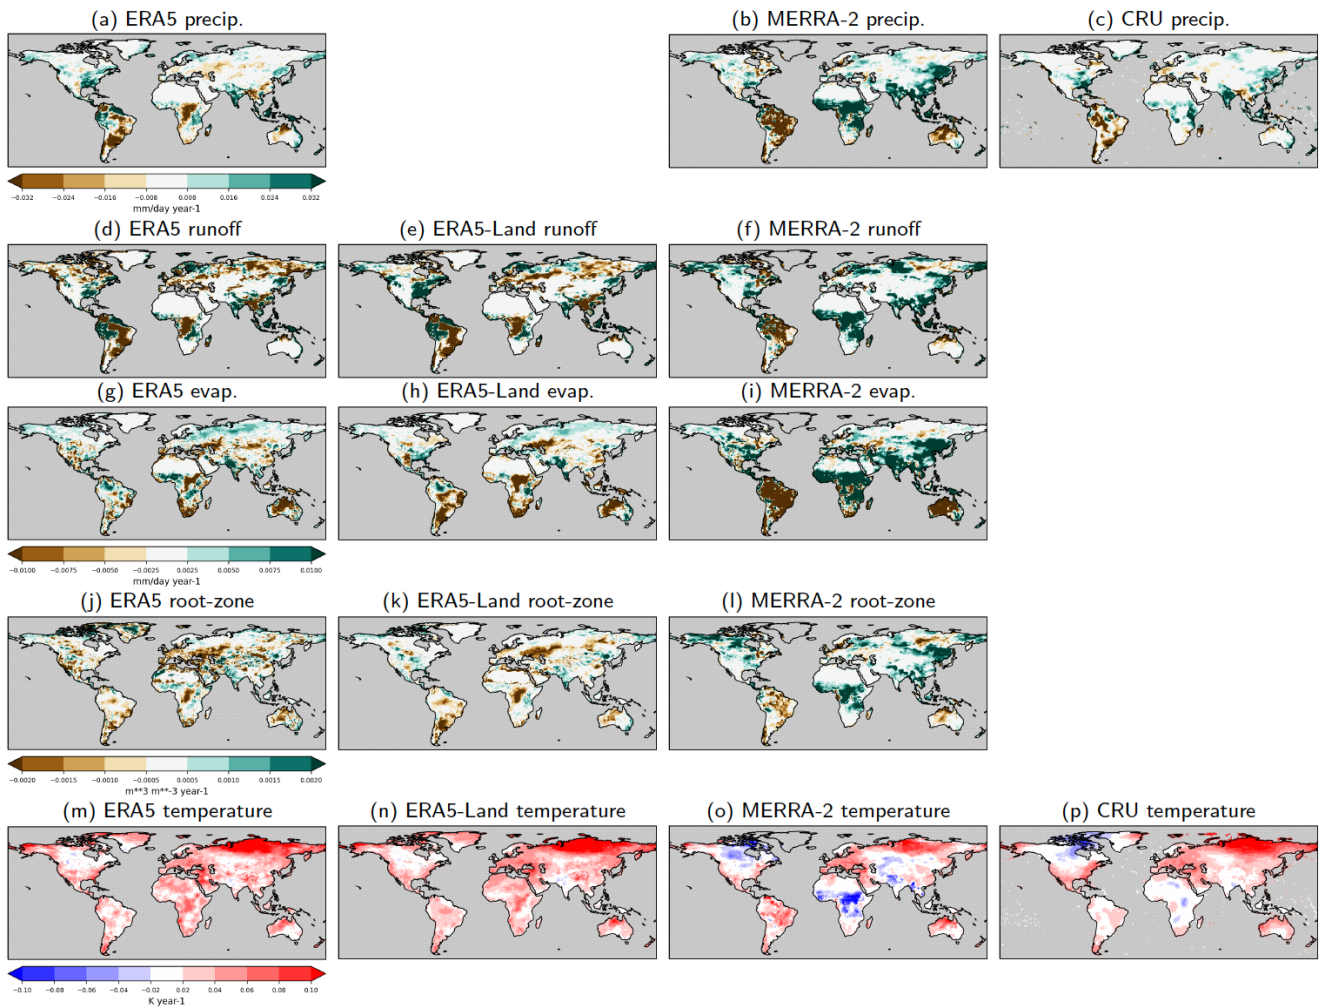 (a) ERA5 precip.
(b) MERRA-2 precip.
(c) CRU precip.
−0.032 −0.024 −0.016 −0.008 0.008 0.016 0.024 0.032
mm/day year-1
(d) ERA5 runoff
(e) ERA5-Land runoff
(f) MERRA-2 runoff
(g) ERA5 evap.
(h) ERA5-Land evap.
(i) MERRA-2 evap.
−0.0100 −0.0075 −0.0050 −0.0025 0.0025 0.0050 0.0075 0.0100
mm/day year-1
(j) ERA5 root-zone
(k) ERA5-Land root-zone
(l) MERRA-2 root-zone
−0.0020 −0.0015 −0.0010 −0.0005 0.0005 0.0010 0.0015 0.0020
m**3 m**-3 year-1
(m) ERA5 temperature
(n) ERA5-Land temperature
(o) MERRA-2 temperature
(p) CRU temperature
−0.10 −0.08 −0.06 −0.04 −0.02 0.02 0.04 0.06 0.08 0.10
K year-1